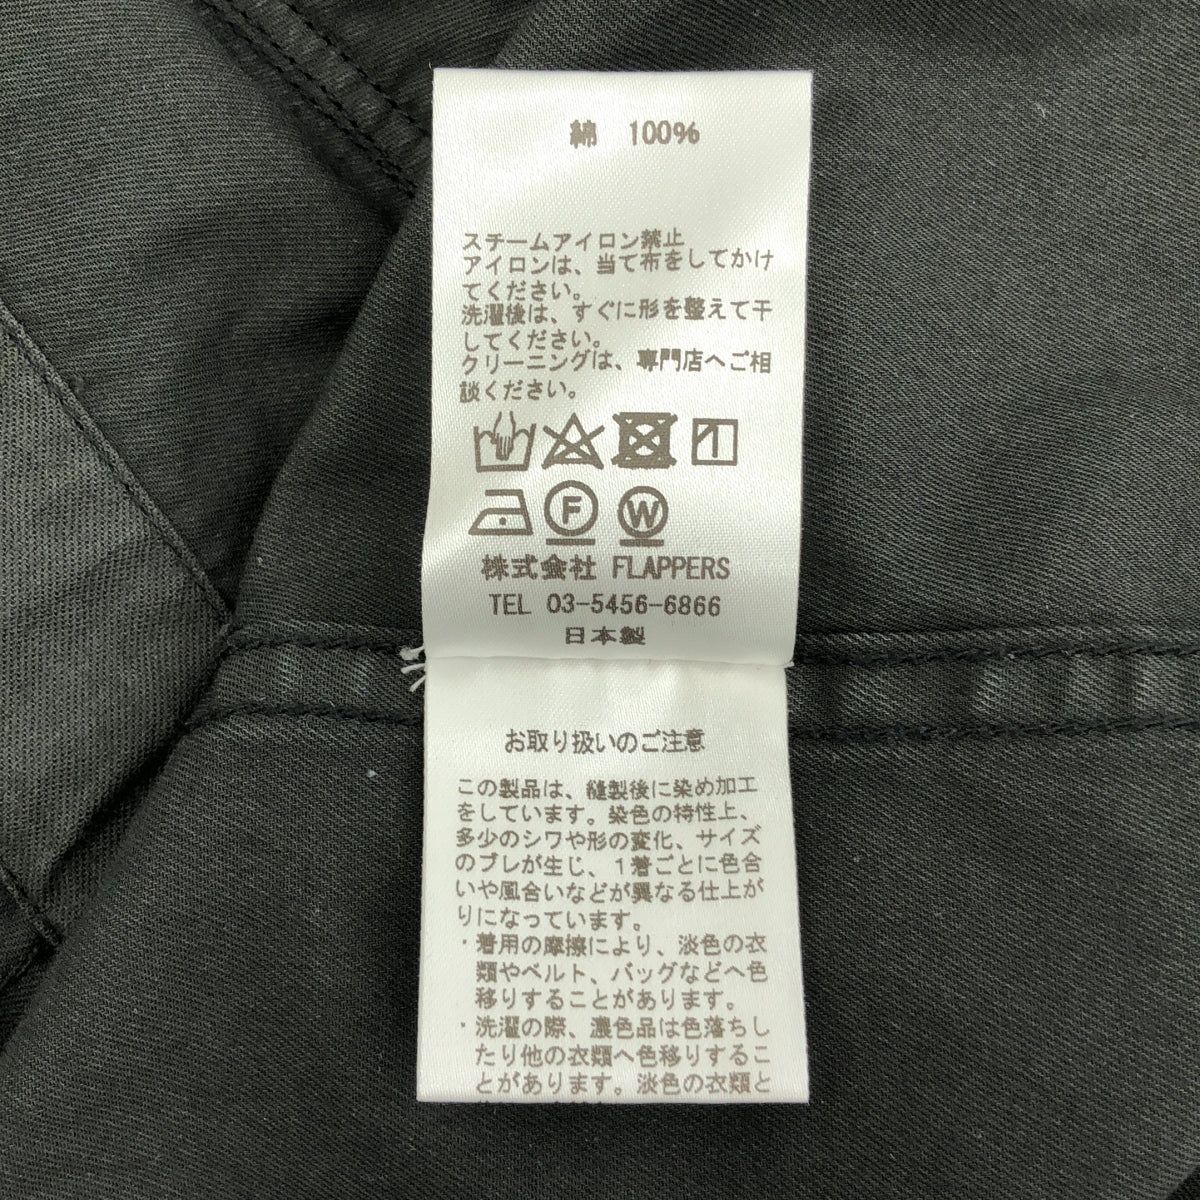 綿 100%
スチームアイロン禁止
アイロンは、当て布をしてかけ
てください。
洗濯後は、すぐに形を整えて干
してください。
クリーニングは、専門店へご相
談ください。
F W
株式会社 FLAPPERS
TEL 03-5456-6866
日本製
お取り扱いのご注意
この製品は、縫製後に染め加工
をしています。染色の特性上、
多少のシワや形の変化、サイズ
のブレが生じ、1着ごとに色合
いや風合いなどが異なる仕上が
りになっています。
・着用の摩擦により、淡色の衣
類やベルト、バッグなどへ色
移りすることがあります。
・洗濯の際、濃色品は色落ちし
たり他の衣類へ色移りするこ
とがあります。淡色の衣類と